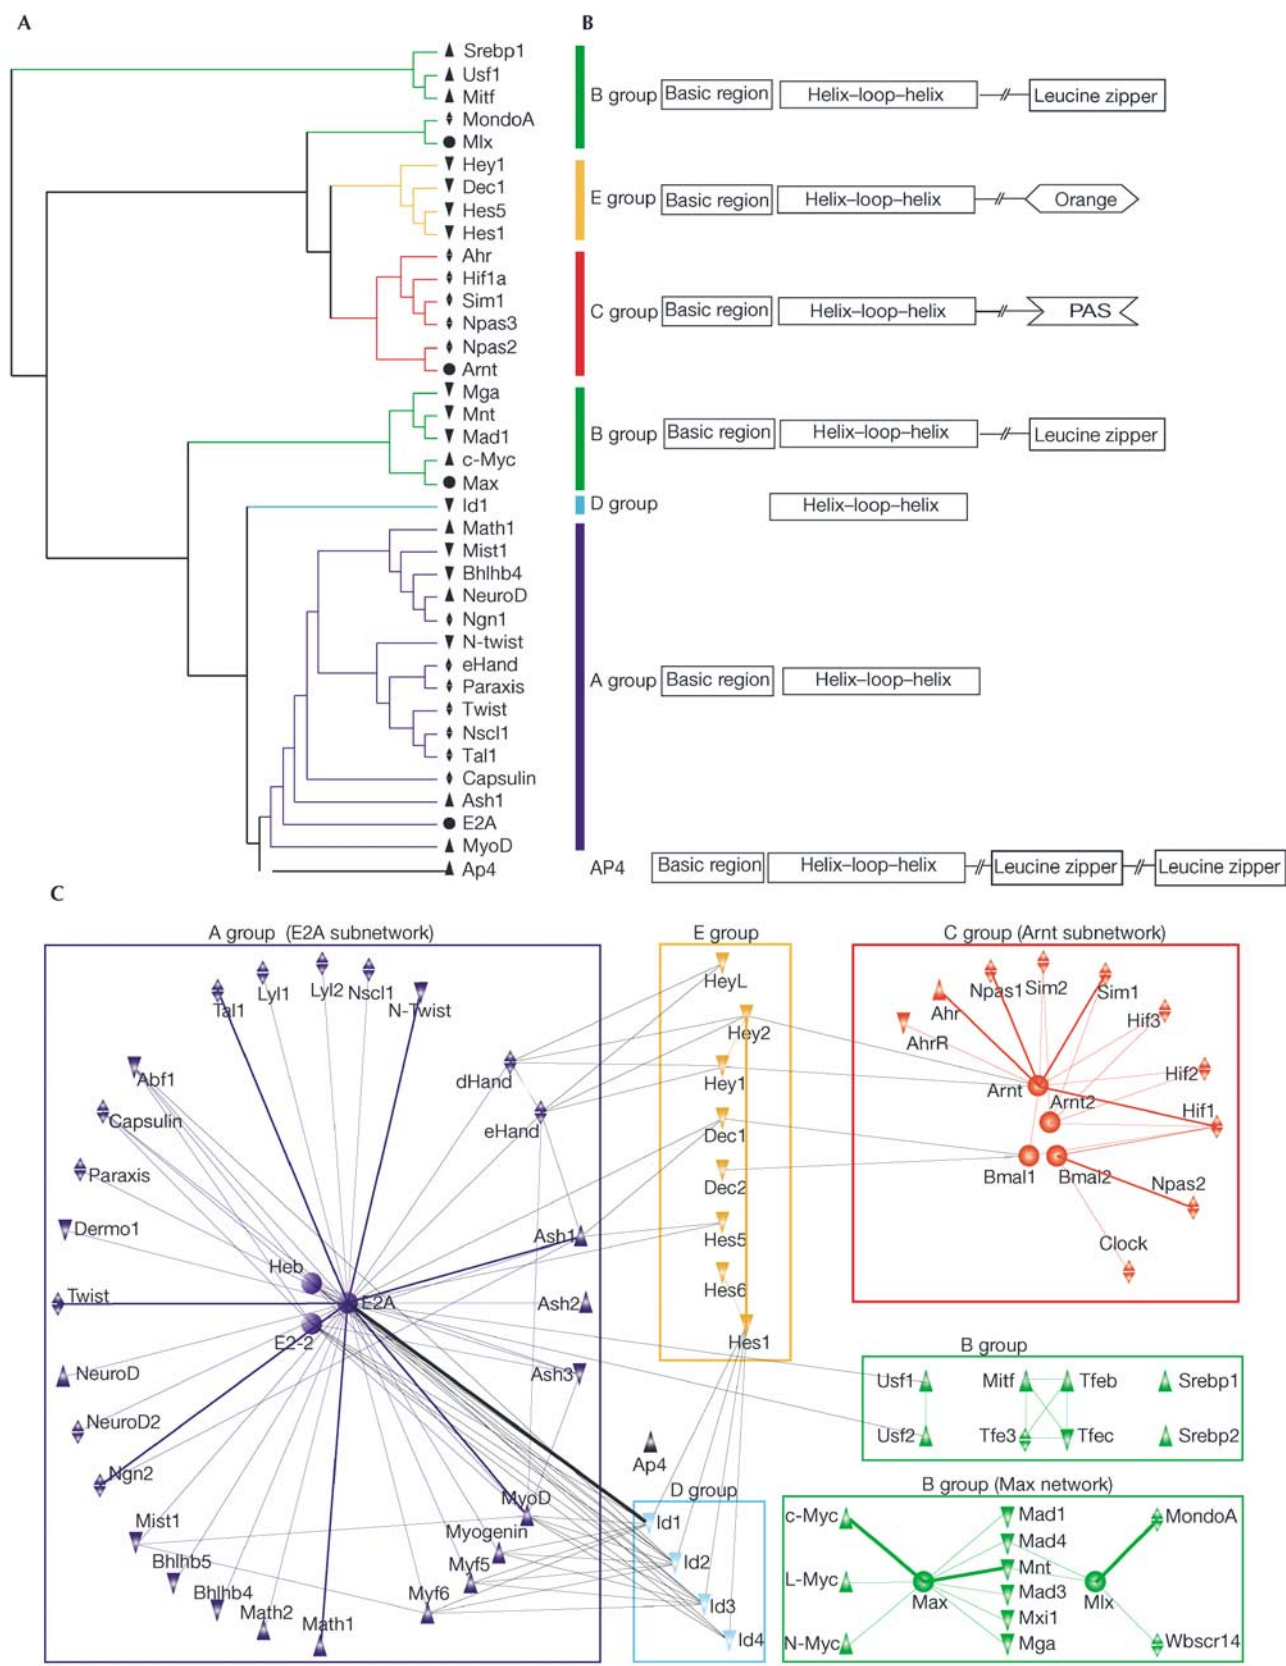 A
B
Srebp1
Usf1
Mitf
MondoA
Mlx
B group Basic region Helix–loop–helix Leucine zipper
Hey1
Dec1
Hes5
Hes1
E group Basic region Helix–loop–helix Orange
Ahr
Hif1a
Sim1
Npas3
Npas2
Arnt
C group Basic region Helix–loop–helix PAS
Mga
Mnt
Mad1
c-Myc
Max
B group Basic region Helix–loop–helix Leucine zipper
Id1
D group Helix–loop–helix
Math1
Mist1
Bhlhb4
NeuroD
Ngn1
N-twist
eHand
Paraxis
Twist
Nscl1
Tal1
Capsulin
Ash1
E2A
MyoD
A group Basic region Helix–loop–helix
Ap4
AP4 Basic region Helix–loop–helix Leucine zipper Leucine zipper
C
A group (E2A subnetwork)
Tal1
Lyl1
Lyl2
Nscl1
N-Twist
Abf1
Capsulin
Paraxis
Dermo1
Twist
NeuroD
NeuroD2
Ngn2
Mist1
Bhlhb5
Bhlhb4
Math2
Math1
Myf6
Myf5
Myogenin
MyoD
Ash3
Ash2
Ash1
eHand
dHand
Heb
E2A
E2-2
E group
HeyL
Hey2
Hey1
Dec1
Dec2
Hes5
Hes6
Hes1
C group (Arnt subnetwork)
AhrR
Ahr
Npas1
Sim2
Sim1
Hif3
Hif2
Hif1
Npas2
Clock
Arnt
Arnt2
Bmal1
Bmal2
B group
Usf1
Mitf
Tfeb
Srebp1
Usf2
Tfe3
Tfec
Srebp2
Ap4
D group
Id1
Id2
Id3
Id4
B group (Max network)
c-Myc
L-Myc
N-Myc
Max
Mad1
Mad4
Mnt
Mad3
Mxi1
Mga
Mlx
MondoA
Wbscr14